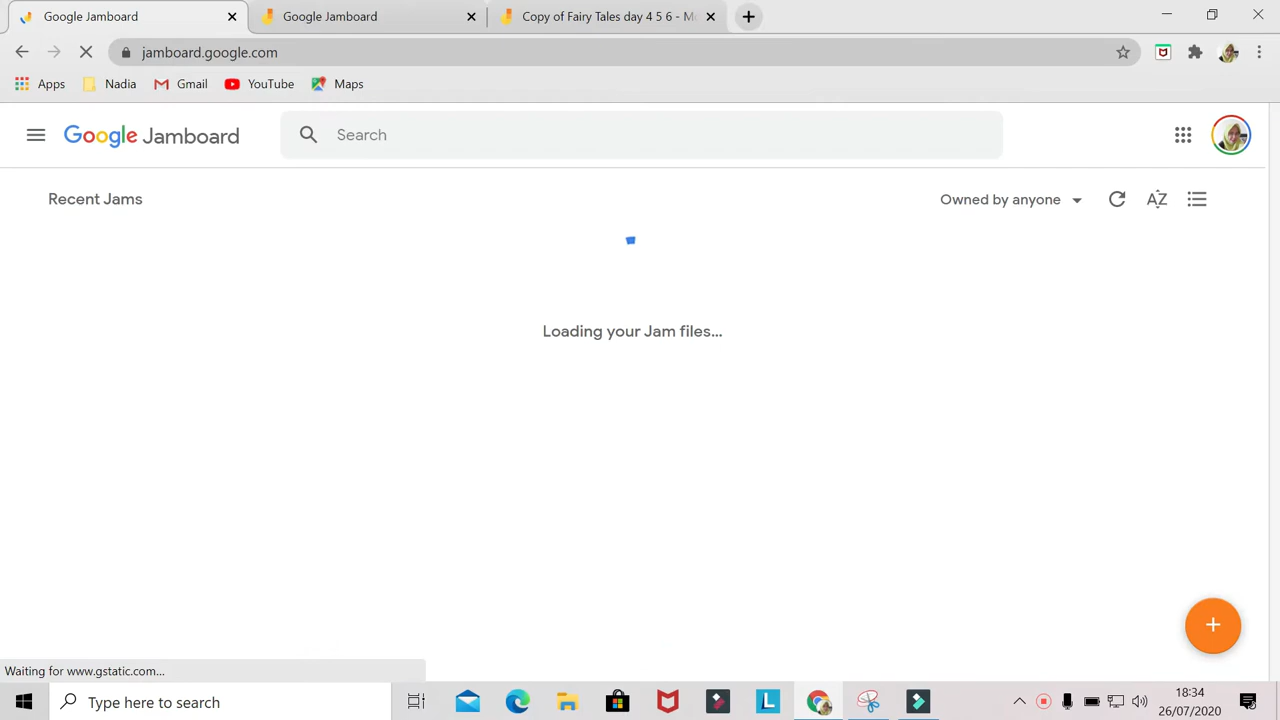 Google Jamboard
Google Jamboard
Copy of Fairy Tales day 4 5 6 - M
jamboard.google.com
Apps
Nadia
Gmail
YouTube
Maps
Google Jamboard
Search
Recent Jams
Owned by anyone
AZ
Loading your Jam files...
+
Waiting for www.gstatic.com...
Type here to search
L
18:34
26/07/2020